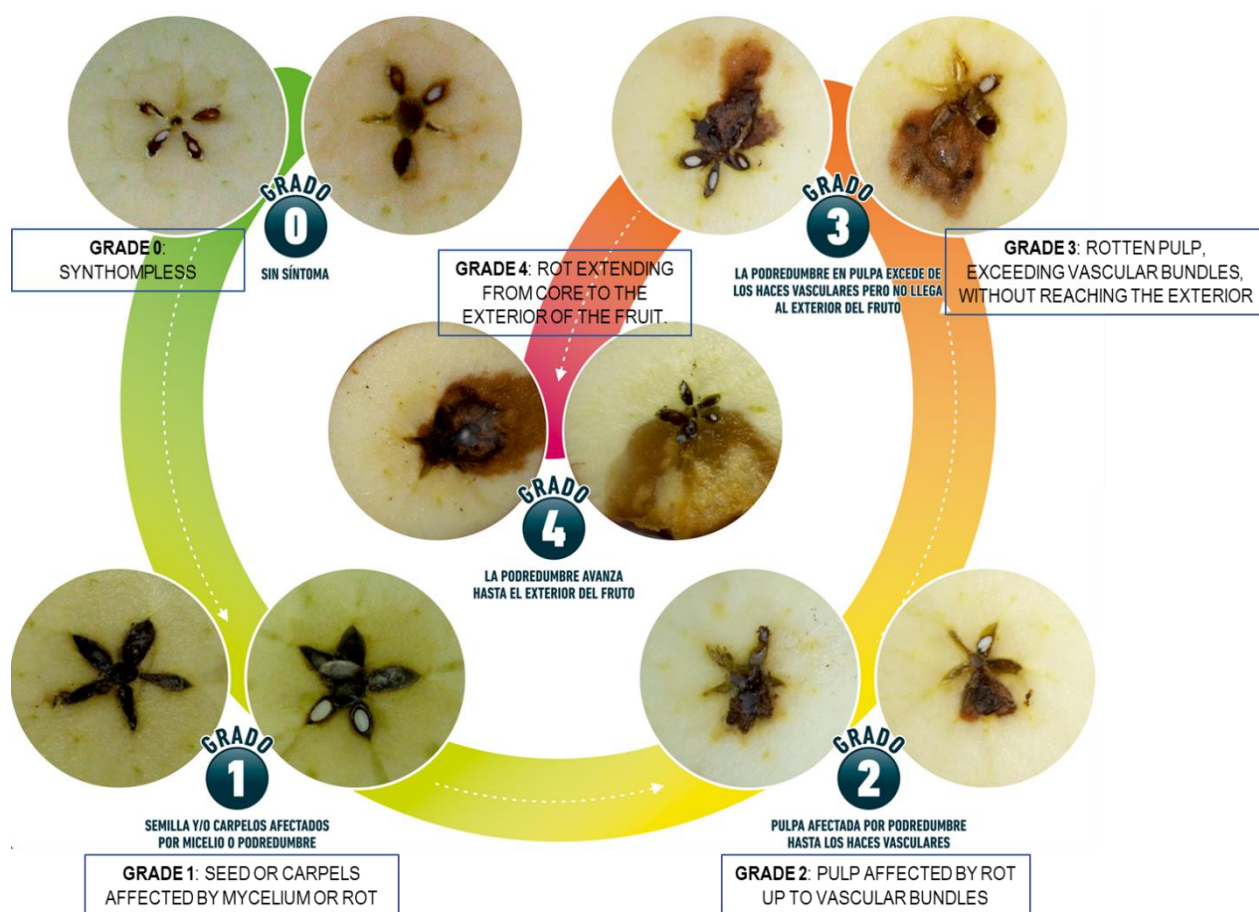 GRADO
0
SIN SÍNTOMA
GRADE 0:
SYNTHOMPLESS
GRADO
1
SEMILLA Y/O CARPELOS AFECTADOS
POR MICELIO O PODREDUMBRE
GRADE 1: SEED OR CARPELS
AFFECTED BY MYCELIUM OR ROT
GRADO
2
PULPA AFECTADA POR PODREDUMBRE
HASTA LOS HACES VASCULARES
GRADE 2: PULP AFFECTED BY ROT
UP TO VASCULAR BUNDLES
GRADO
3
LA PODREDUMBRE EN PULPA EXCEDE DE
LOS HACES VASCULARES PERO NO LLEGA
AL EXTERIOR DEL FRUTO
GRADE 3: ROTTEN PULP,
EXCEEDING VASCULAR BUNDLES,
WITHOUT REACHING THE EXTERIOR
GRADE 4: ROT EXTENDING
FROM CORE TO THE
EXTERIOR OF THE FRUIT.
GRADO
4
LA PODREDUMBRE AVANZA
HASTA EL EXTERIOR DEL FRUTO